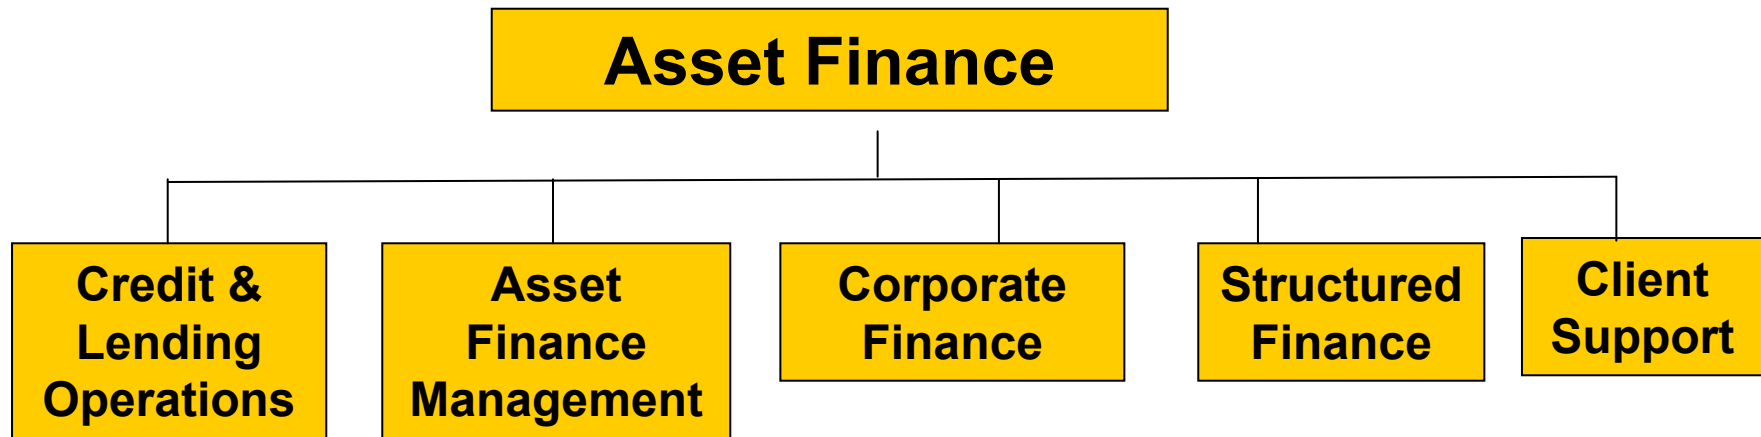 Asset Finance
Credit &
Lending
Operations
Asset
Finance
Management
Corporate
Finance
Structured
Finance
Client
Support